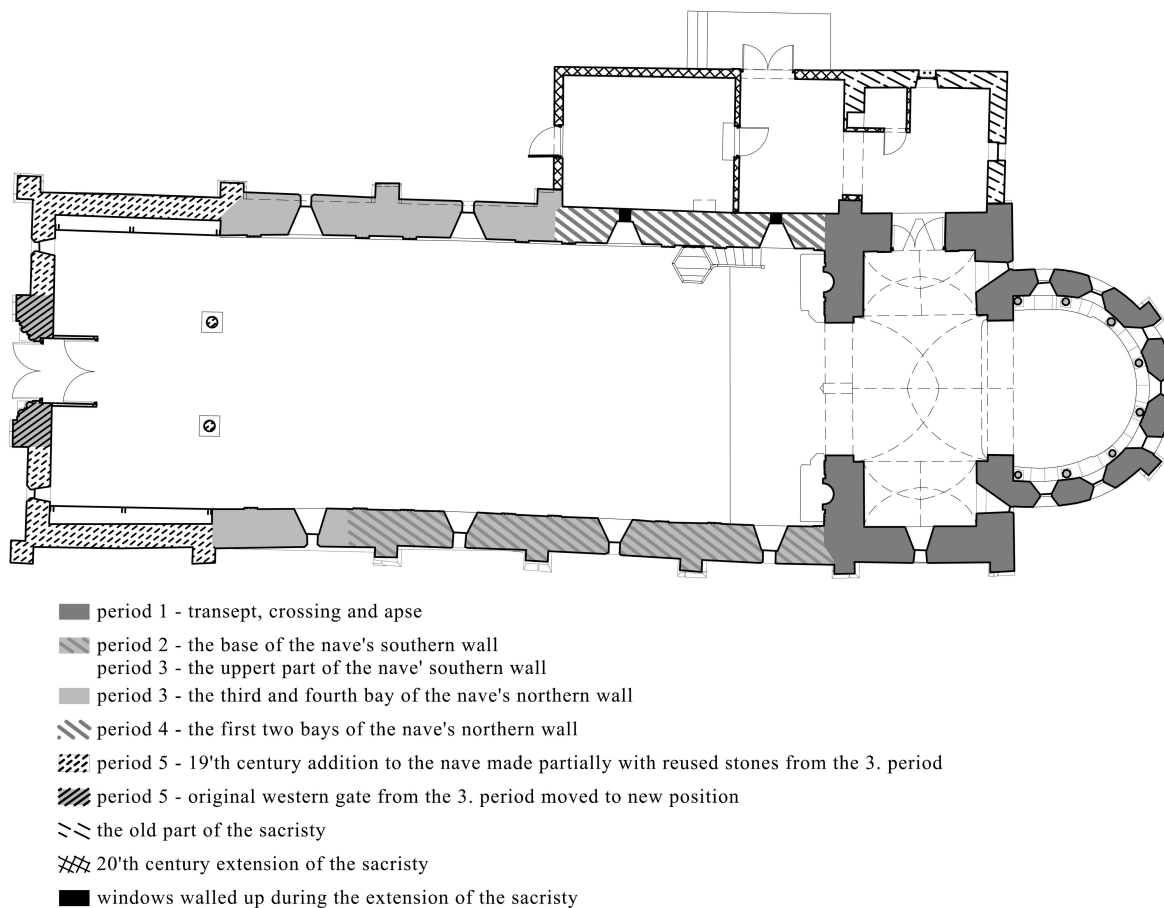 period 1 - transept, crossing and apse
period 2 - the base of the nave's southern wall
period 3 - the uppert part of the nave' southern wall
period 3 - the third and fourth bay of the nave's northern wall
period 4 - the first two bays of the nave's northern wall
period 5 - 19'th century addition to the nave made partially with reused stones from the 3. period
period 5 - original western gate from the 3. period moved to new position
the old part of the sacristy
20'th century extension of the sacristy
windows walled up during the extension of the sacristy